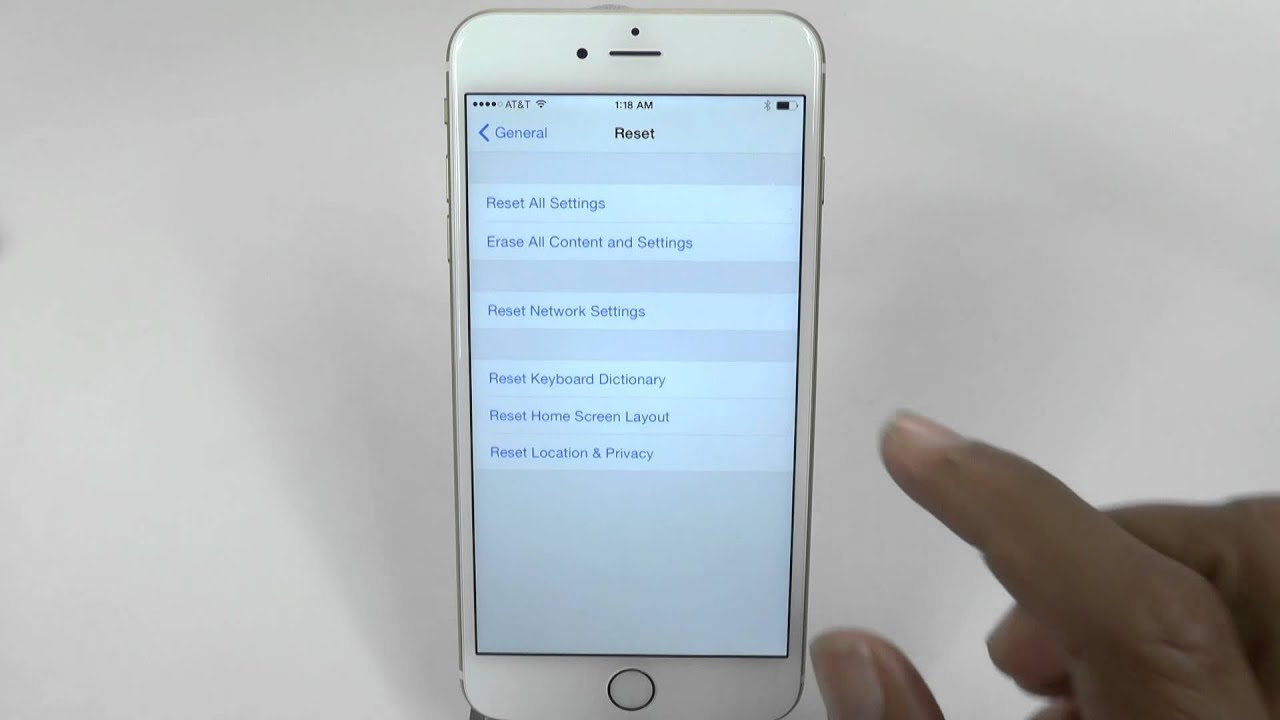 AT&T 1:18 AM
General Reset
Reset All Settings
Erase All Content and Settings
Reset Network Settings
Reset Keyboard Dictionary
Reset Home Screen Layout
Reset Location & Privacy